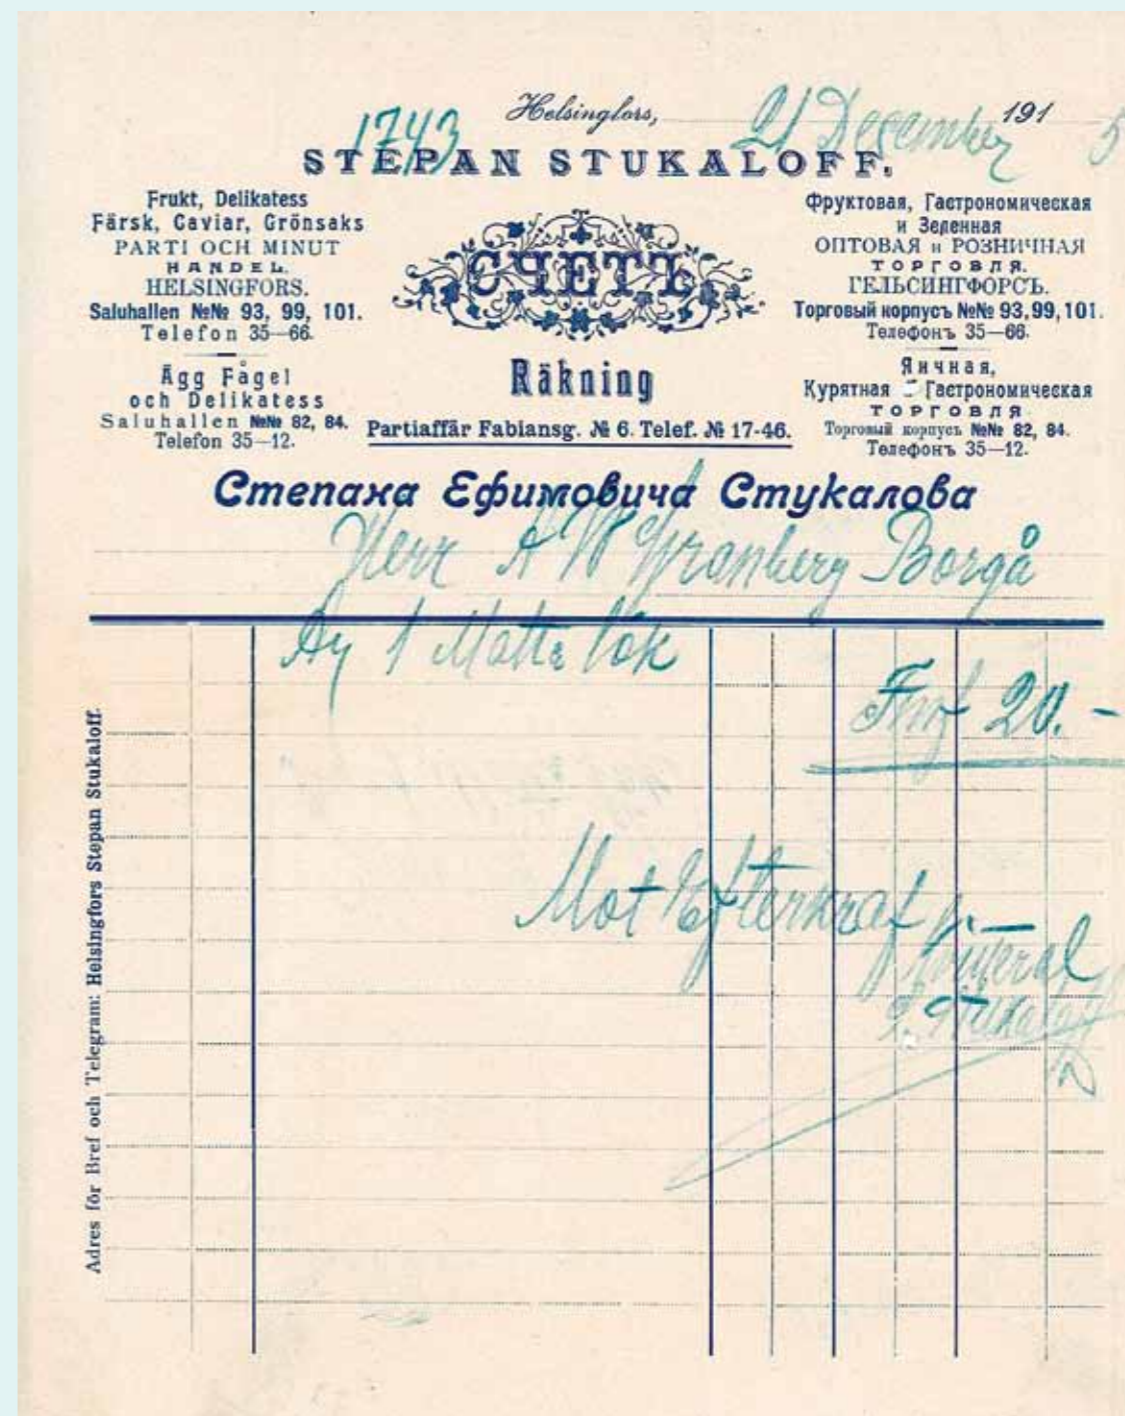 Helsingfors, 21 December 1915
1743
STEPAN STUKALOFF.
Frukt, Delikatess
Färsk, Caviar, Grönsaks
PARTI OCH MINUT
HANDEL.
HELSINGFORS.
Saluhallen №№ 93, 99, 101.
Telefon 35—66.
Ägg Fågel
och Delikatess
Saluhallen №№ 82, 84.
Telefon 35—12.
СЧЕТЪ
Räkning
Partiaffär Fabiansg. № 6. Telef. № 17-46.
Фруктовая, Гастрономическая
и Зеленная
ОПТОВАЯ и РОЗНИЧНАЯ
ТОРГОВЛЯ.
ГЕЛЬСИНГФОРСЪ.
Торговый корпусъ №№ 93, 99, 101.
Телефонъ 35—66.
Яичная,
Курятная Гастрономическая
ТОРГОВЛЯ
Торговый корпусъ №№ 82, 84.
Телефонъ 35—12.
Степана Ефимовича Стукалова
Herr A W Granberg Borgå
1 Matta
Fmf 20.-
Mot Efterkraf
Adres för Bref och Telegram: Helsingfors Stepan Stukaloff.